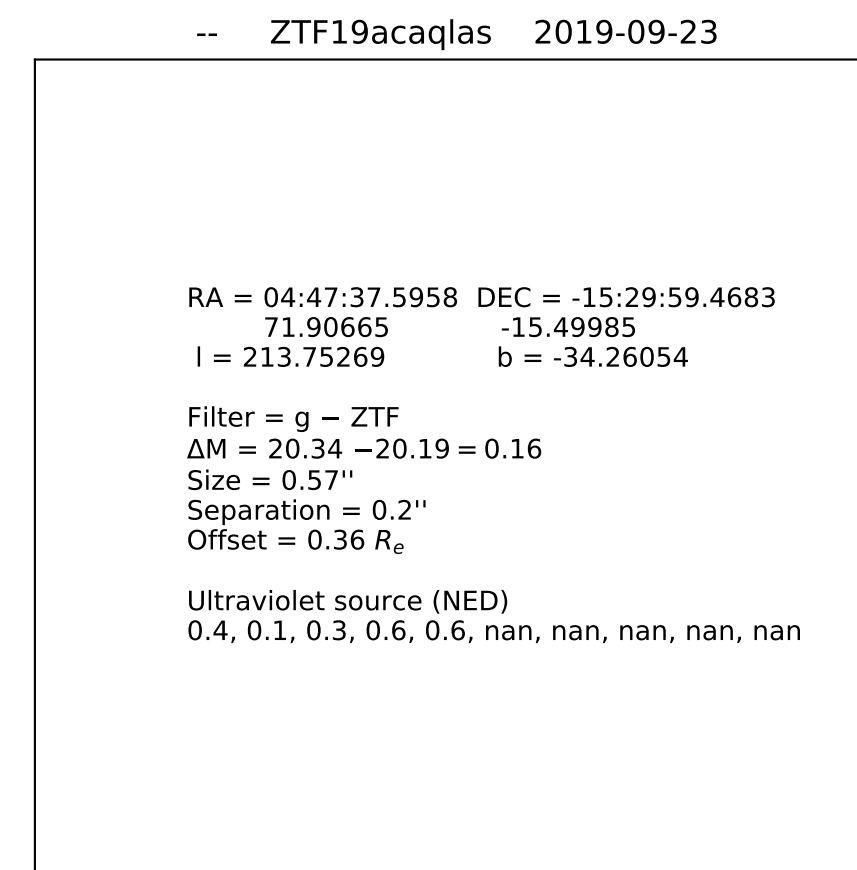 -- ZTF19acaqlas 2019-09-23
RA = 04:47:37.5958 DEC = -15:29:59.4683
71.90665 -15.49985
l = 213.75269 b = -34.26054
Filter = g − ZTF
ΔM = 20.34 −20.19 = 0.16
Size = 0.57''
Separation = 0.2''
Offset = 0.36 Re
Ultraviolet source (NED)
0.4, 0.1, 0.3, 0.6, 0.6, nan, nan, nan, nan, nan